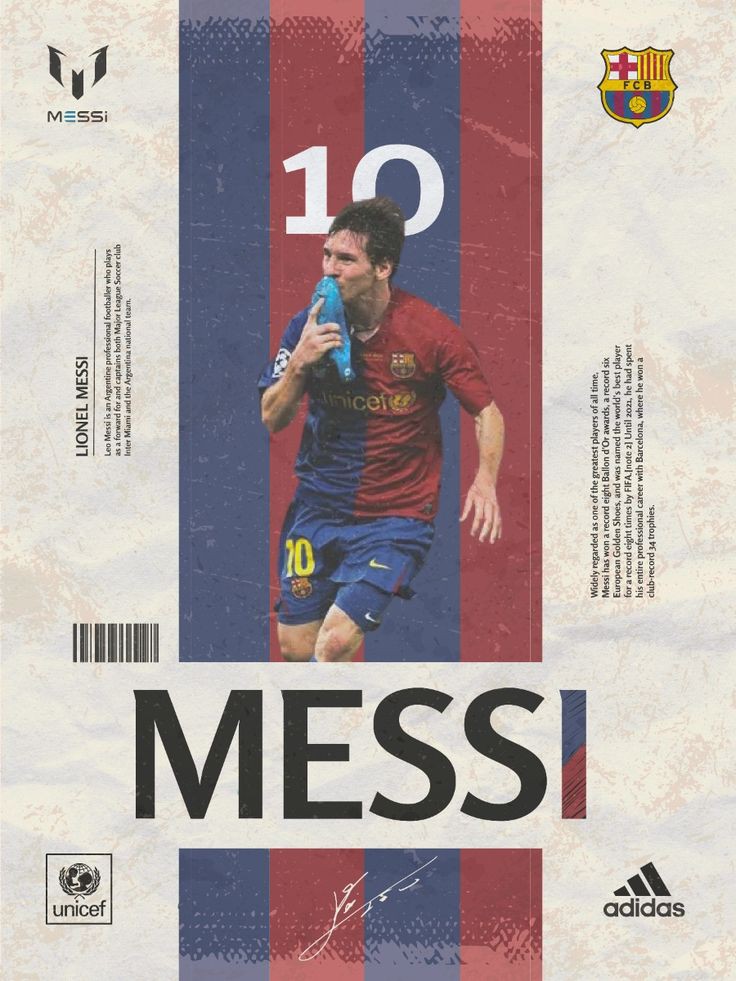 MESSi
FCB
10
LIONEL MESSI
Leo Messi is an Argentine professional footballer who plays
as a forward for and captains both Major League Soccer club
Inter Miami and the Argentina national team.
unicef
10
Widely regarded as one of the greatest players of all time,
Messi has won a record eight Ballon d'Or awards, a record six
European Golden Shoes, and was named the world's best player
for a record eight times by FIFA.[note 2] Until 2021, he had spent
his entire professional career with Barcelona, where he won a
club-record 34 trophies.
MESSI
unicef
adidas